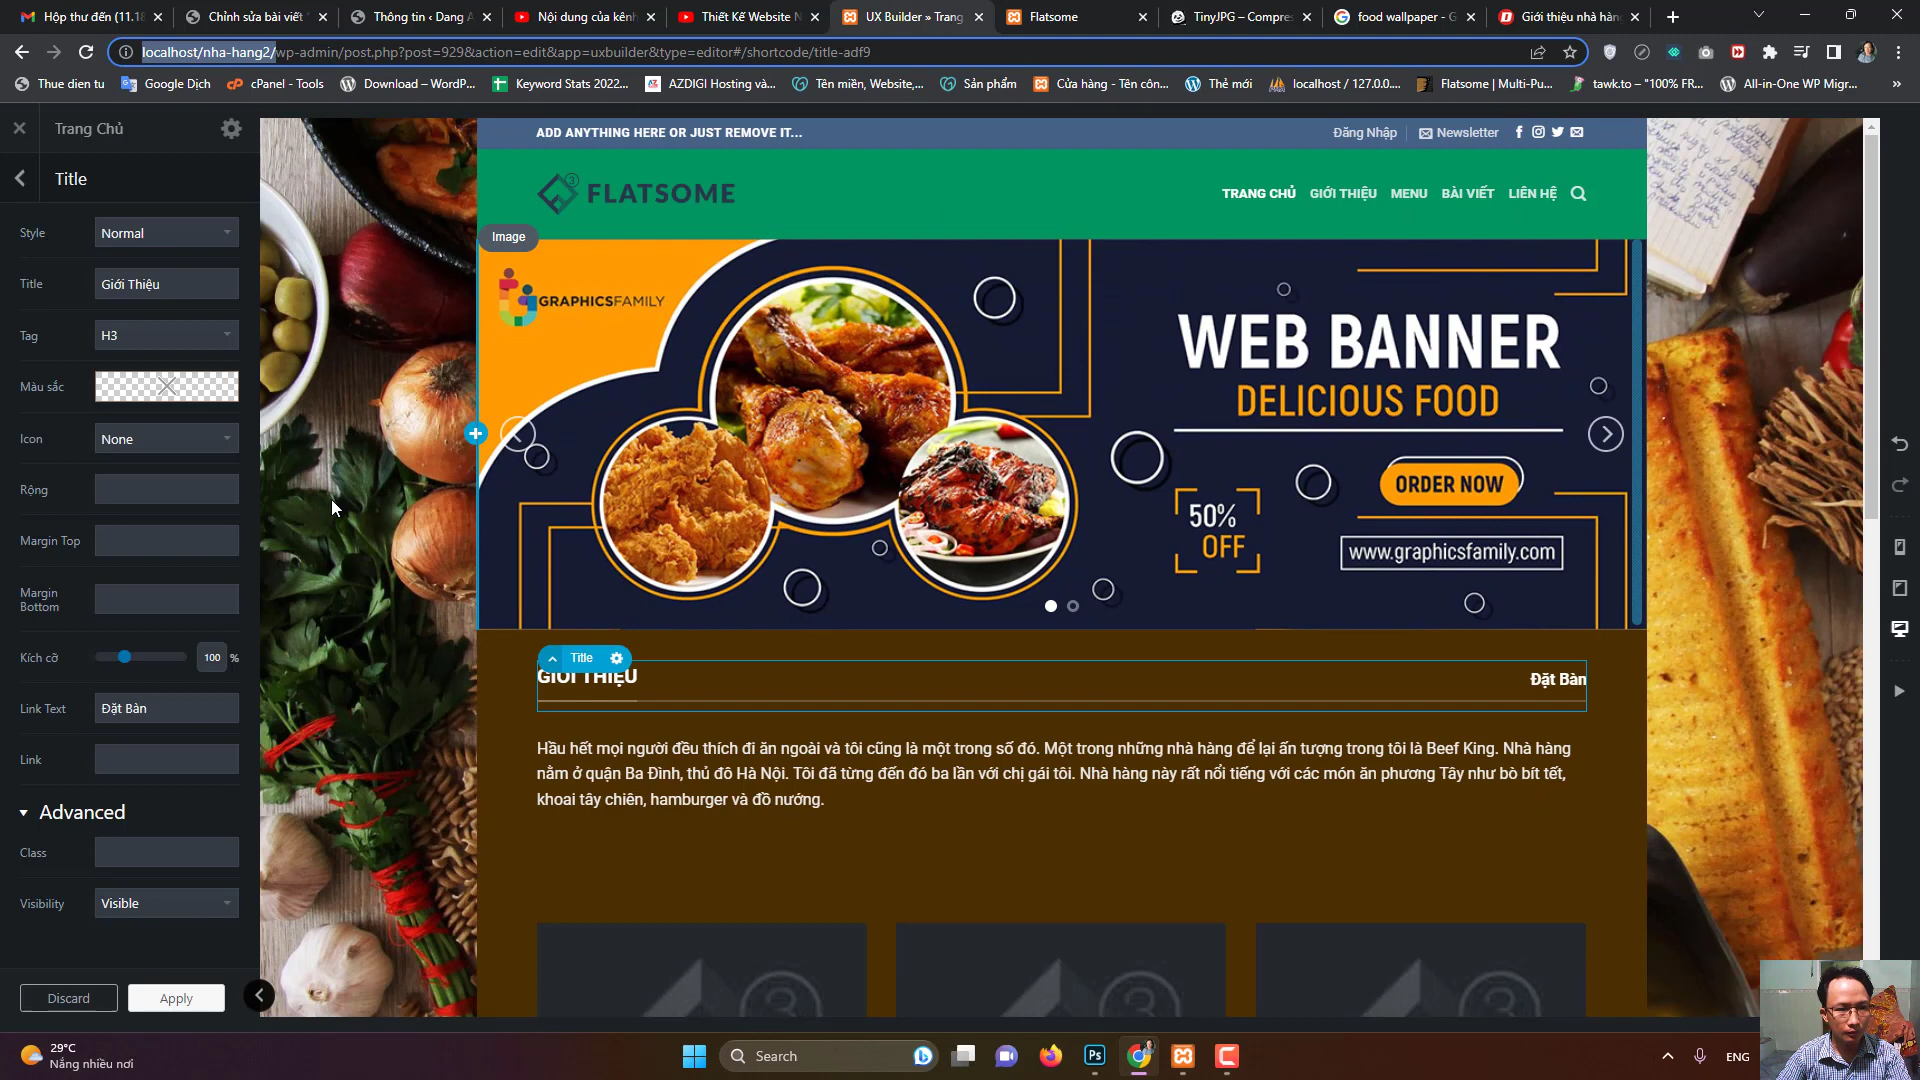 Hộp thư đến (11.18
Chỉnh sửa bài viết
Thông tin ‹ Dang A
Nội dung của kênh
Thiết Kế Website N
UX Builder » Trang
Flatsome
TinyJPG – Compres
food wallpaper - G
Giới thiệu nhà hàn
localhost/nha-hang2/wp-admin/post.php?post=929&action=edit&app=uxbuilder&type=editor#/shortcode/title-adf9
Thue dien tu
Google Dịch
cPanel - Tools
Download – WordP...
Keyword Stats 2022...
AZDIGI Hosting và...
Tên miền, Website,...
Sản phẩm
Cửa hàng - Tên côn...
Thẻ mới
localhost / 127.0.0....
Flatsome | Multi-Pu...
tawk.to – "100% FR...
All-in-One WP Migr...
»
Trang Chủ
Title
Style
Normal
Title
Giới Thiệu
Tag
H3
Màu sắc
Icon
None
Rộng
Margin Top
Margin Bottom
Kích cỡ
100 %
Link Text
Đặt Bàn
Link
Advanced
Class
Visibility
Visible
Discard
Apply
ADD ANYTHING HERE OR JUST REMOVE IT...
Đăng Nhập
Newsletter
3
FLATSOME
TRANG CHỦ
GIỚI THIỆU
MENU
BÀI VIẾT
LIÊN HỆ
Image
GRAPHICSFAMILY
WEB BANNER
DELICIOUS FOOD
ORDER NOW
50%
OFF
www.graphicsfamily.com
Title
GIỚI THIỆU
Đặt Bàn
Hầu hết mọi người đều thích đi ăn ngoài và tôi cũng là một trong số đó. Một trong những nhà hàng để lại ấn tượng trong tôi là Beef King. Nhà hàng
nằm ở quận Ba Đình, thủ đô Hà Nội. Tôi đã từng đến đó ba lần với chị gái tôi. Nhà hàng này rất nổi tiếng với các món ăn phương Tây như bò bít tết,
khoai tây chiên, hamburger và đồ nướng.
3
3
3
29°C
Nắng nhiều nơi
Search
Ps
ENG